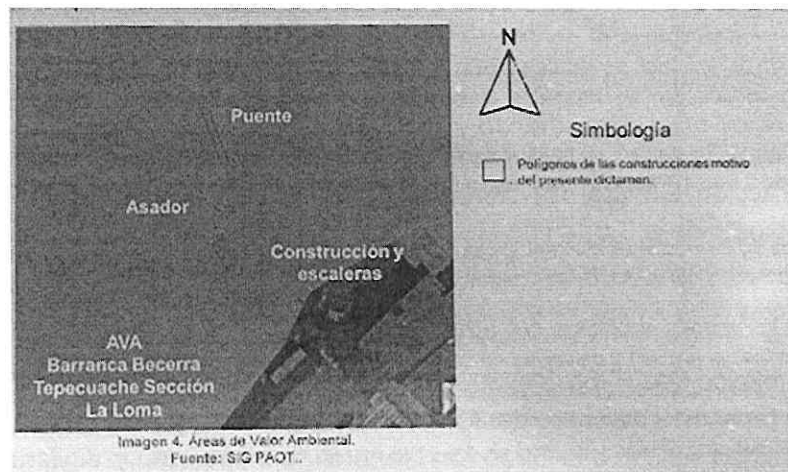 Puente
Asador
Construcción y
escaleras
AVA
Barranca Becerra
Tepecuache Sección
La Loma
N
Simbología
Polígonos de las construcciones motivo
del presente dictamen.
Imagen 4. Áreas de Valor Ambiental.
Fuente: SIG PAOT..